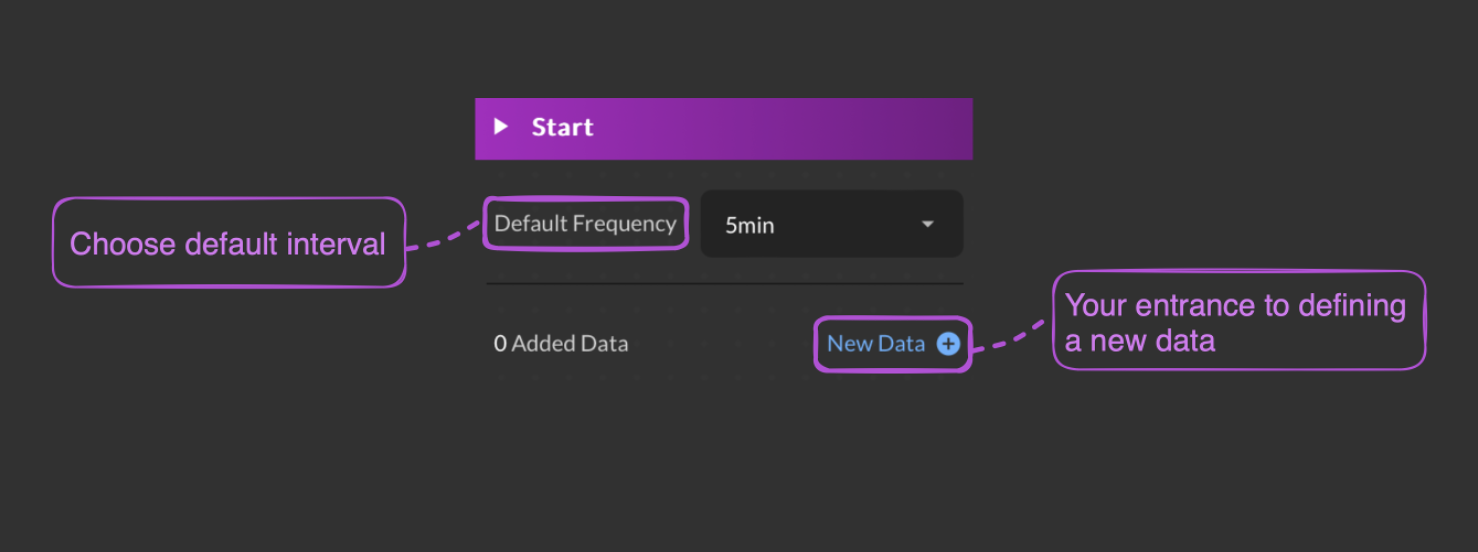 Start
Choose default interval
Default Frequency
5min
0 Added Data
New Data
Your entrance to defining
a new data